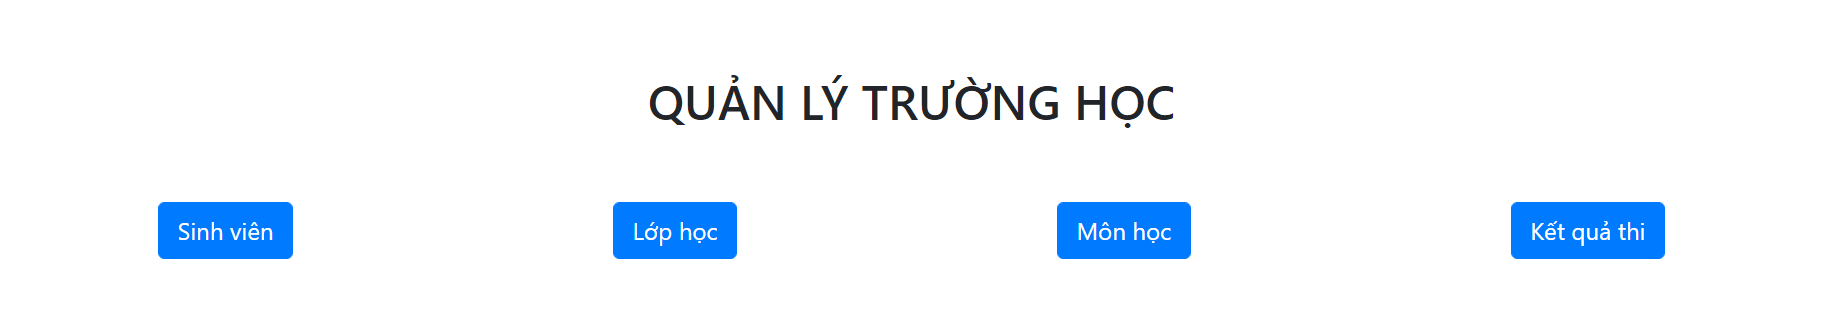 QUẢN LÝ TRƯỜNG HỌC
Sinh viên
Lớp học
Môn học
Kết quả thi